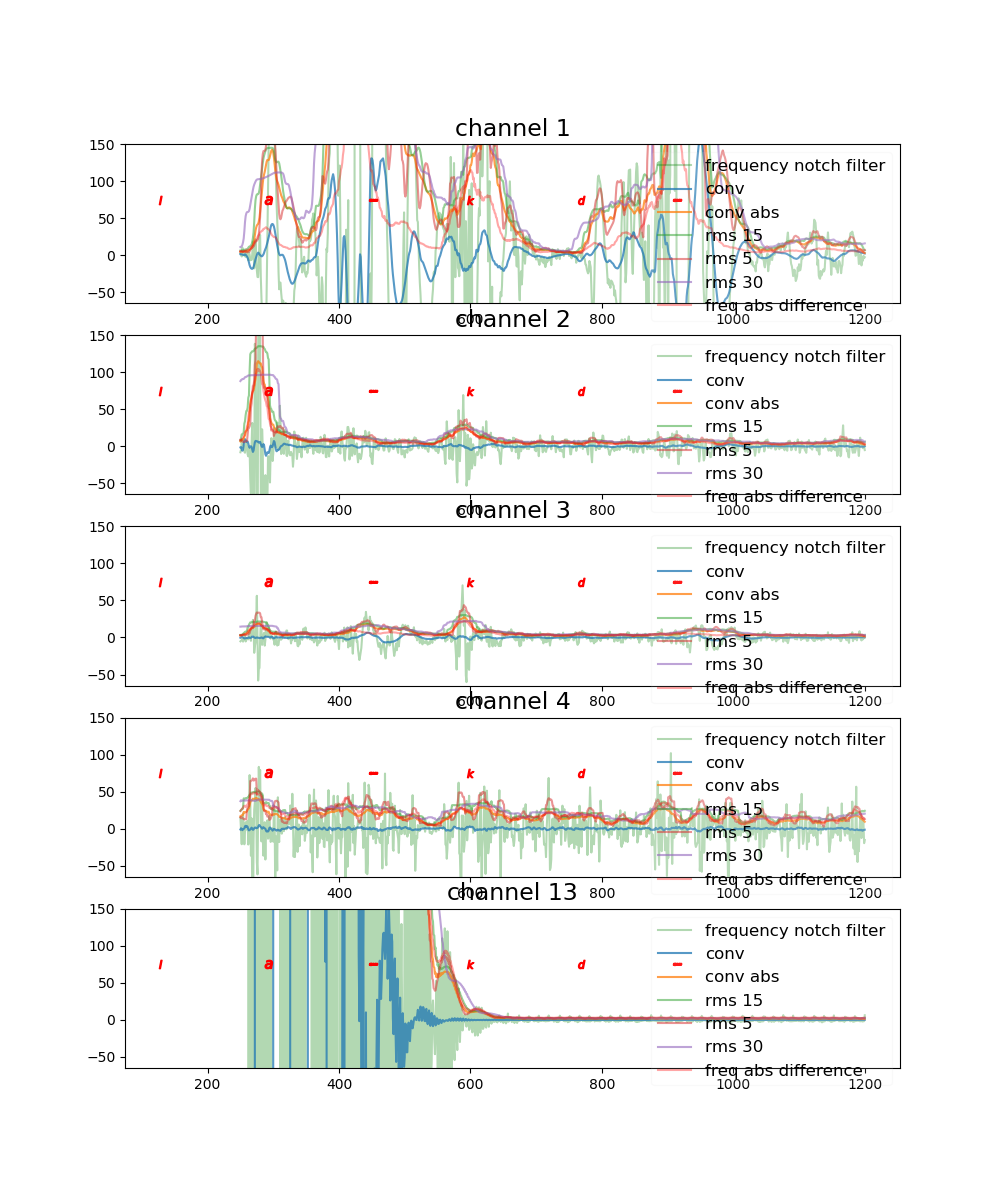 channel 1
150
100
50
0
−50
l a – k d –
frequency notch filter
conv
conv abs
rms 15
rms 5
rms 30
freq abs difference
200 400 600 800 1000 1200
channel 2
150
100
50
0
−50
l a – k d –
frequency notch filter
conv
conv abs
rms 15
rms 5
rms 30
freq abs difference
200 400 600 800 1000 1200
channel 3
150
100
50
0
−50
l a – k d –
frequency notch filter
conv
conv abs
rms 15
rms 5
rms 30
freq abs difference
200 400 600 800 1000 1200
channel 4
150
100
50
0
−50
l a – k d –
frequency notch filter
conv
conv abs
rms 15
rms 5
rms 30
freq abs difference
200 400 600 800 1000 1200
channel 13
150
100
50
0
−50
l a – k d –
frequency notch filter
conv
conv abs
rms 15
rms 5
rms 30
freq abs difference
200 400 600 800 1000 1200